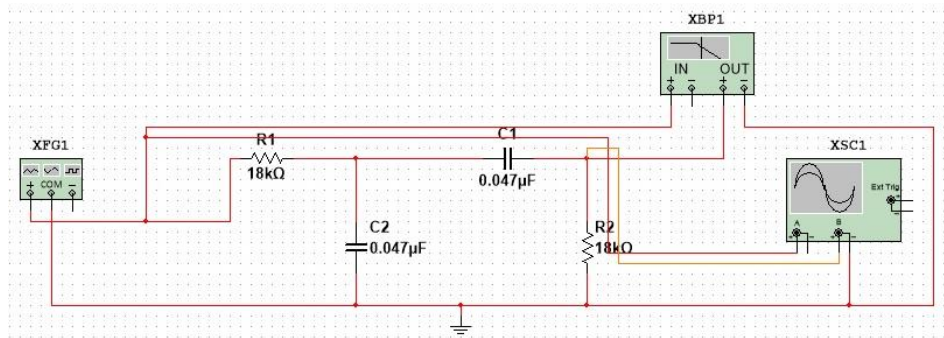 XBP1
IN OUT
+ - + -
XFG1
+ COM -
R1
18kΩ
C1
0.047µF
XSC1
Ext Trig
+
-
A B
+ - + -
C2
0.047µF
R2
18kΩ